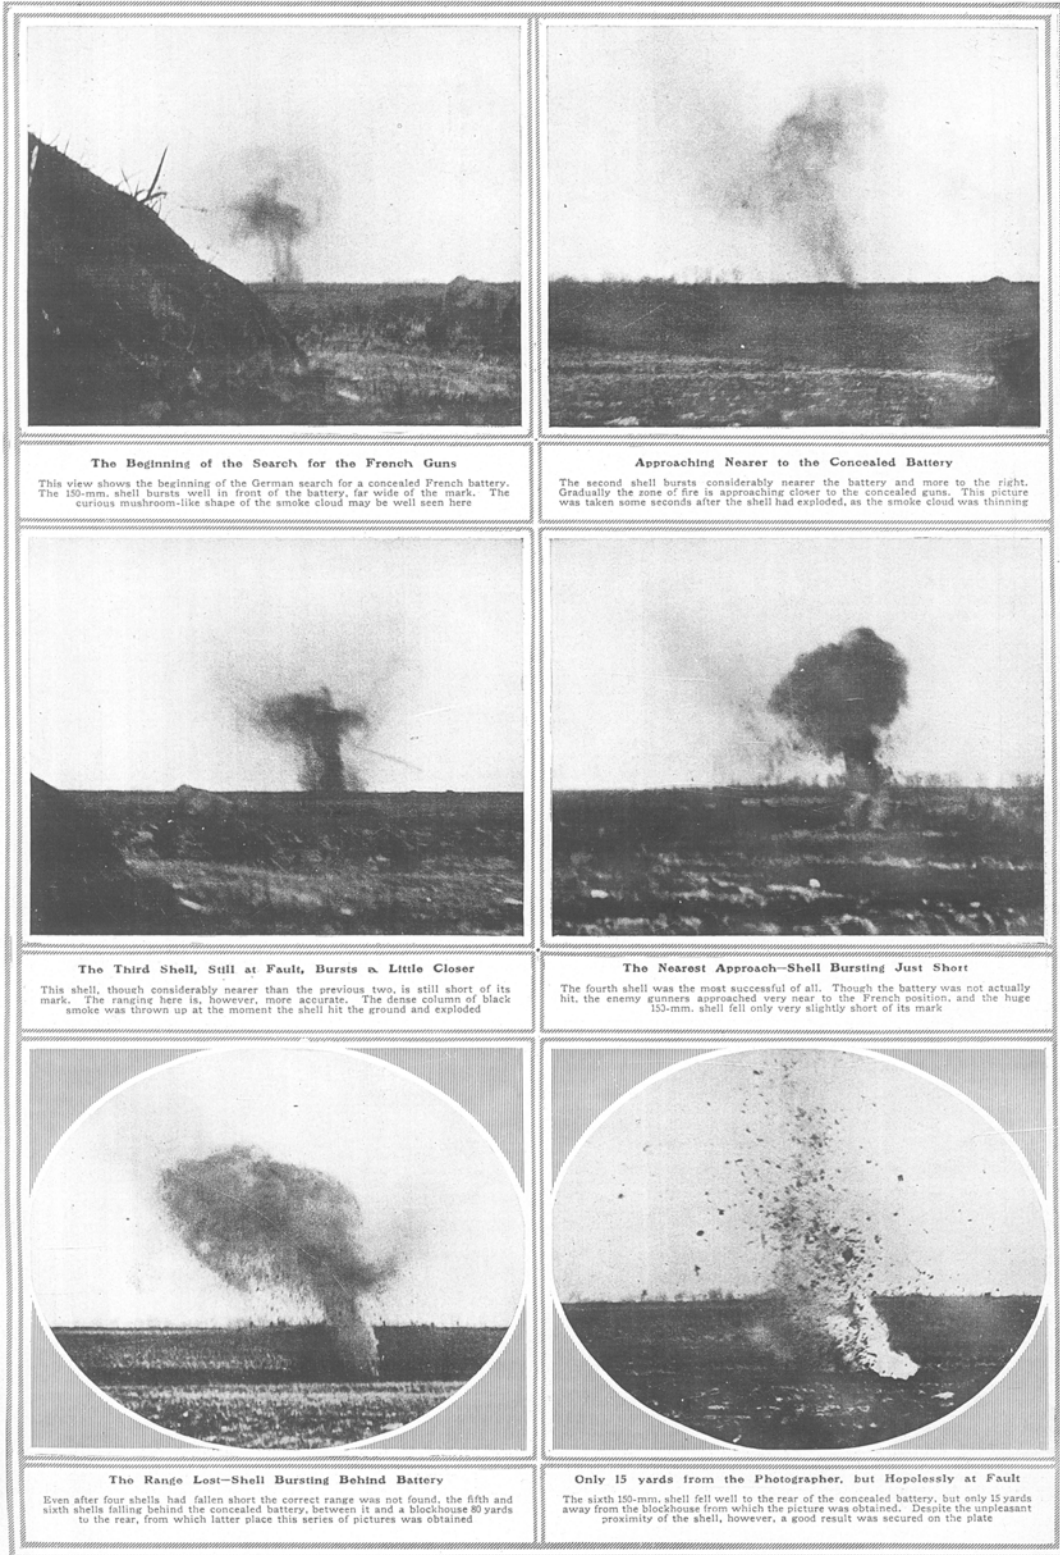 The Beginning of the Search for the French Guns
This view shows the beginning of the German search for a concealed French battery.
The 150-mm. shell bursts well in front of the battery, far wide of the mark. The
curious mushroom-like shape of the smoke cloud may be well seen here
Approaching Nearer to the Concealed Battery
The second shell bursts considerably nearer the battery and more to the right.
Gradually the zone of fire is approaching closer to the concealed guns. This picture
was taken some seconds after the shell had exploded, as the smoke cloud was thinning
The Third Shell, Still at Fault, Bursts a Little Closer
This shell, though considerably nearer than the previous two, is still short of its
mark. The ranging here is, however, more accurate. The dense column of black
smoke was thrown up at the moment the shell hit the ground and exploded
The Nearest Approach—Shell Bursting Just Short
The fourth shell was the most successful of all. Though the battery was not actually
hit, the enemy gunners approached very near to the French position, and the huge
150-mm. shell fell only very slightly short of its mark
The Range Lost—Shell Bursting Behind Battery
Even after four shells had fallen short the correct range was not found, the fifth and
sixth shells falling behind the concealed battery, between it and a blockhouse 80 yards
to the rear, from which latter place this series of pictures was obtained
Only 15 yards from the Photographer, but Hopelessly at Fault
The sixth 150-mm. shell fell well to the rear of the concealed battery, but only 15 yards
away from the blockhouse from which the picture was obtained. Despite the unpleasant
proximity of the shell, however, a good result was secured on the plate